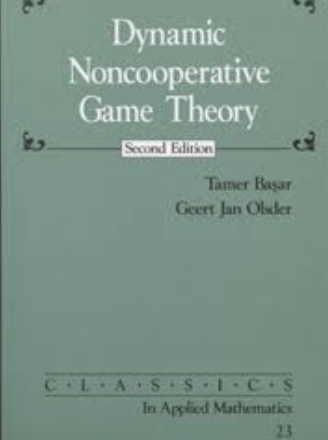 Dynamic
Noncooperative
Game Theory
Second Edition
Tamer Başar
Geert Jan Olsder
C · L · A · S · S · I · C · S
In Applied Mathematics
23